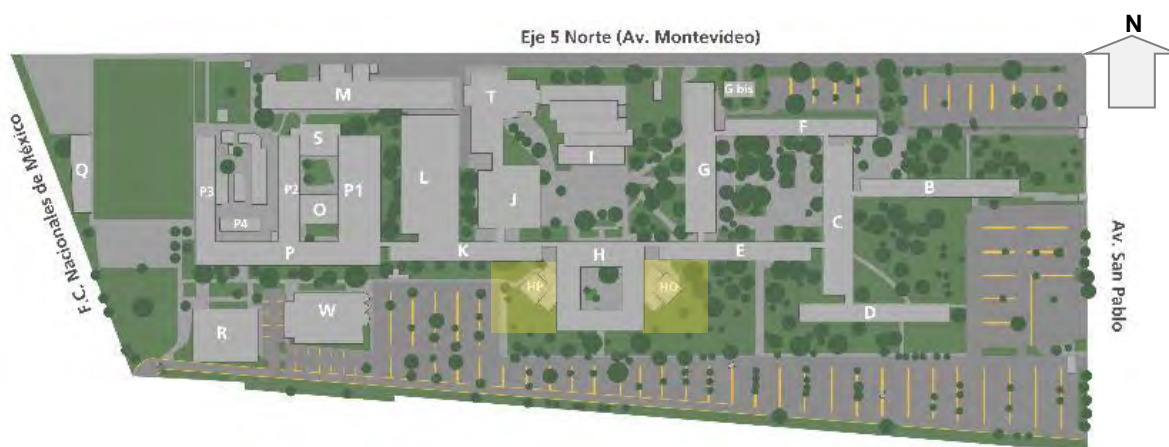 Eje 5 Norte (Av. Montevideo)
N
F.C. Nacionales de México
Av. San Pablo
Q
M
T
G bis
S
F
P3
P2
P1
L
I
G
B
O
J
C
P4
P
K
H
E
HP
HO
D
R
W